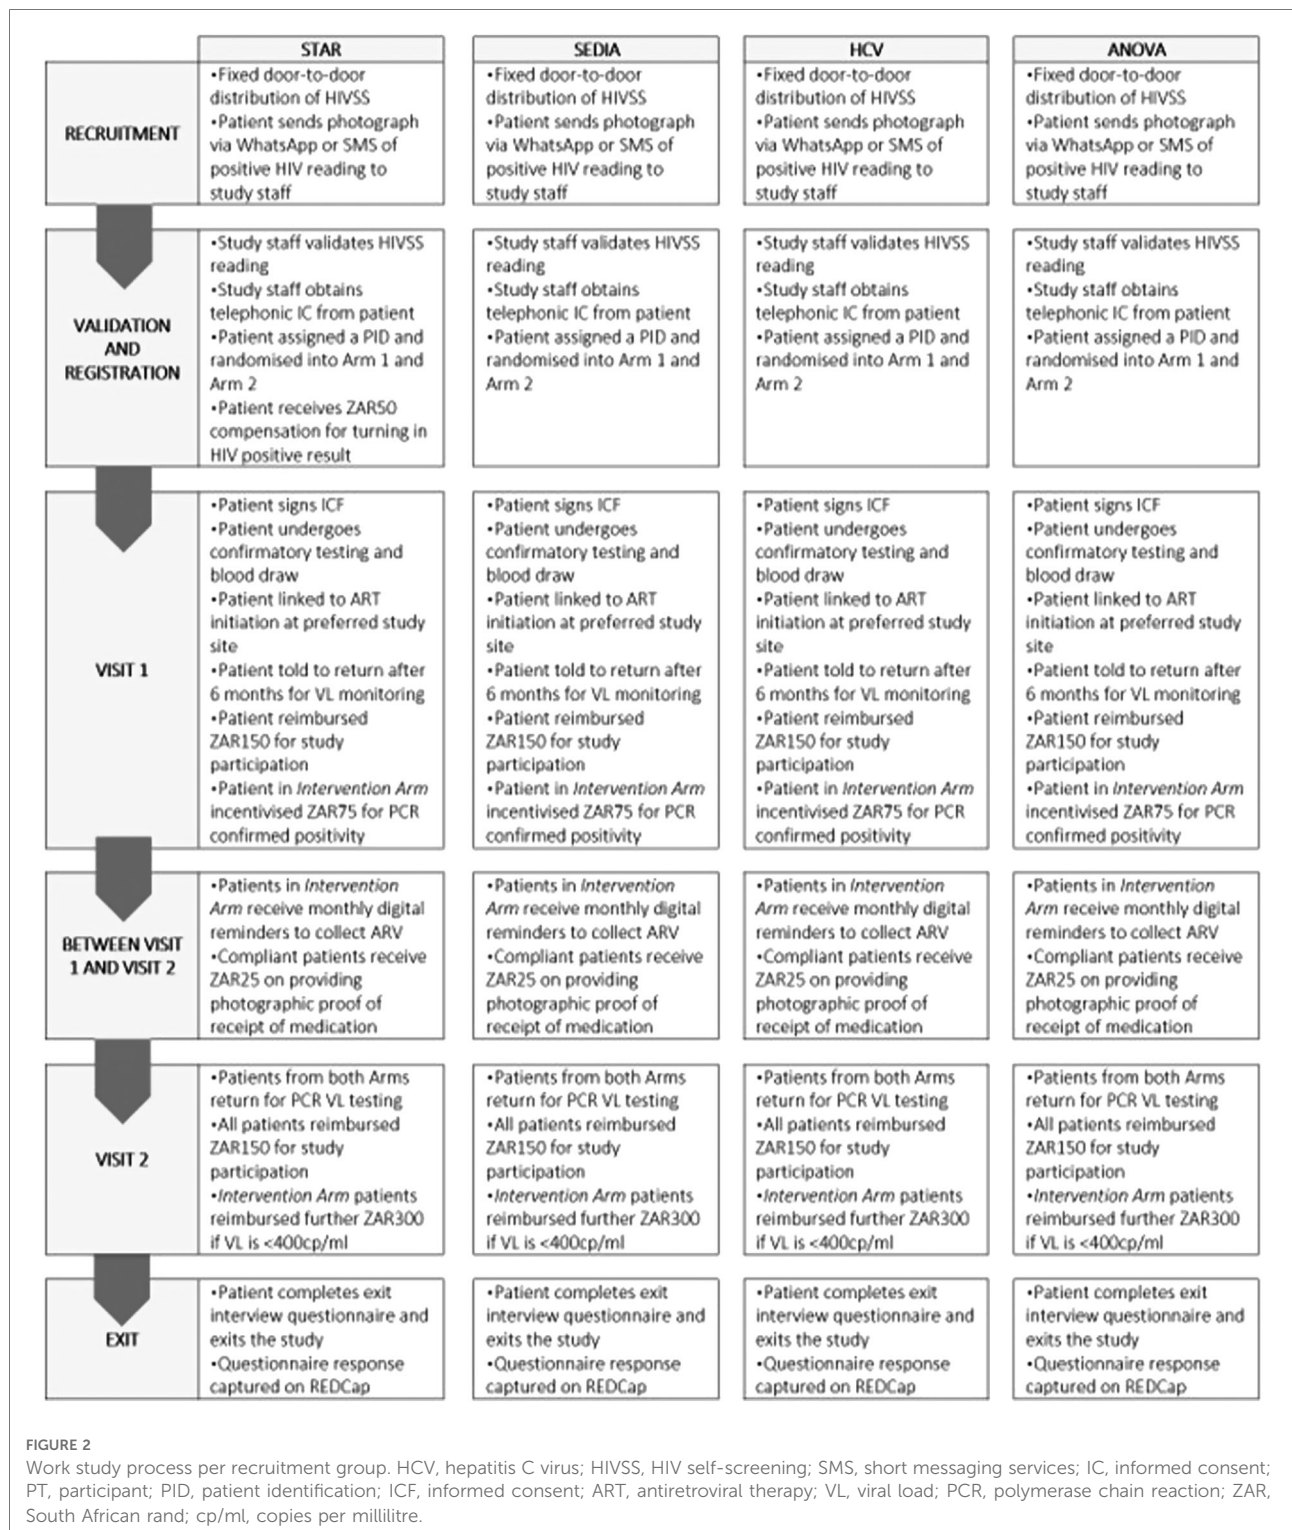 STAR
SEDIA
HCV
ANOVA
RECRUITMENT
•Fixed door-to-door
distribution of HIVSS
•Patient sends photograph
via WhatsApp or SMS of
positive HIV reading to
study staff
•Fixed door-to-door
distribution of HIVSS
•Patient sends photograph
via WhatsApp or SMS of
positive HIV reading to
study staff
•Fixed door-to-door
distribution of HIVSS
•Patient sends photograph
via WhatsApp or SMS of
positive HIV reading to
study staff
•Fixed door-to-door
distribution of HIVSS
•Patient sends photograph
via WhatsApp or SMS of
positive HIV reading to
study staff
VALIDATION
AND
REGISTRATION
•Study staff validates HIVSS
reading
•Study staff obtains
telephonic IC from patient
•Patient assigned a PID and
randomised into Arm 1 and
Arm 2
•Patient receives ZAR50
compensation for turning in
HIV positive result
•Study staff validates HIVSS
reading
•Study staff obtains
telephonic IC from patient
•Patient assigned a PID and
randomised into Arm 1 and
Arm 2
•Study staff validates HIVSS
reading
•Study staff obtains
telephonic IC from patient
•Patient assigned a PID and
randomised into Arm 1 and
Arm 2
•Study staff validates HIVSS
reading
•Study staff obtains
telephonic IC from patient
•Patient assigned a PID and
randomised into Arm 1 and
Arm 2
VISIT 1
•Patient signs ICF
•Patient undergoes
confirmatory testing and
blood draw
•Patient linked to ART
initiation at preferred study
site
•Patient told to return after
6 months for VL monitoring
•Patient reimbursed
ZAR150 for study
participation
•Patient in Intervention Arm
incentivised ZAR75 for PCR
confirmed positivity
•Patient signs ICF
•Patient undergoes
confirmatory testing and
blood draw
•Patient linked to ART
initiation at preferred study
site
•Patient told to return after
6 months for VL monitoring
•Patient reimbursed
ZAR150 for study
participation
•Patient in Intervention Arm
incentivised ZAR75 for PCR
confirmed positivity
•Patient signs ICF
•Patient undergoes
confirmatory testing and
blood draw
•Patient linked to ART
initiation at preferred study
site
•Patient told to return after
6 months for VL monitoring
•Patient reimbursed
ZAR150 for study
participation
•Patient in Intervention Arm
incentivised ZAR75 for PCR
confirmed positivity
•Patient signs ICF
•Patient undergoes
confirmatory testing and
blood draw
•Patient linked to ART
initiation at preferred study
site
•Patient told to return after
6 months for VL monitoring
•Patient reimbursed
ZAR150 for study
participation
•Patient in Intervention Arm
incentivised ZAR75 for PCR
confirmed positivity
BETWEEN VISIT
1 AND VISIT 2
•Patients in Intervention
Arm receive monthly digital
reminders to collect ARV
•Compliant patients receive
ZAR25 on providing
photographic proof of
receipt of medication
•Patients in Intervention
Arm receive monthly digital
reminders to collect ARV
•Compliant patients receive
ZAR25 on providing
photographic proof of
receipt of medication
•Patients in Intervention
Arm receive monthly digital
reminders to collect ARV
•Compliant patients receive
ZAR25 on providing
photographic proof of
receipt of medication
•Patients in Intervention
Arm receive monthly digital
reminders to collect ARV
•Compliant patients receive
ZAR25 on providing
photographic proof of
receipt of medication
VISIT 2
•Patients from both Arms
return for PCR VL testing
•All patients reimbursed
ZAR150 for study
participation
•Intervention Arm patients
reimbursed further ZAR300
if VL is <400cp/ml
•Patients from both Arms
return for PCR VL testing
•All patients reimbursed
ZAR150 for study
participation
•Intervention Arm patients
reimbursed further ZAR300
if VL is <400cp/ml
•Patients from both Arms
return for PCR VL testing
•All patients reimbursed
ZAR150 for study
participation
•Intervention Arm patients
reimbursed further ZAR300
if VL is <400cp/ml
•Patients from both Arms
return for PCR VL testing
•All patients reimbursed
ZAR150 for study
participation
•Intervention Arm patients
reimbursed further ZAR300
if VL is <400cp/ml
EXIT
•Patient completes exit
interview questionnaire and
exits the study
•Questionnaire response
captured on REDCap
•Patient completes exit
interview questionnaire and
exits the study
•Questionnaire response
captured on REDCap
•Patient completes exit
interview questionnaire and
exits the study
•Questionnaire response
captured on REDCap
•Patient completes exit
interview questionnaire and
exits the study
•Questionnaire response
captured on REDCap
FIGURE 2
Work study process per recruitment group. HCV, hepatitis C virus; HIVSS, HIV self-screening; SMS, short messaging services; IC, informed consent;
PT, participant; PID, patient identification; ICF, informed consent; ART, antiretroviral therapy; VL, viral load; PCR, polymerase chain reaction; ZAR,
South African rand; cp/ml, copies per millilitre.